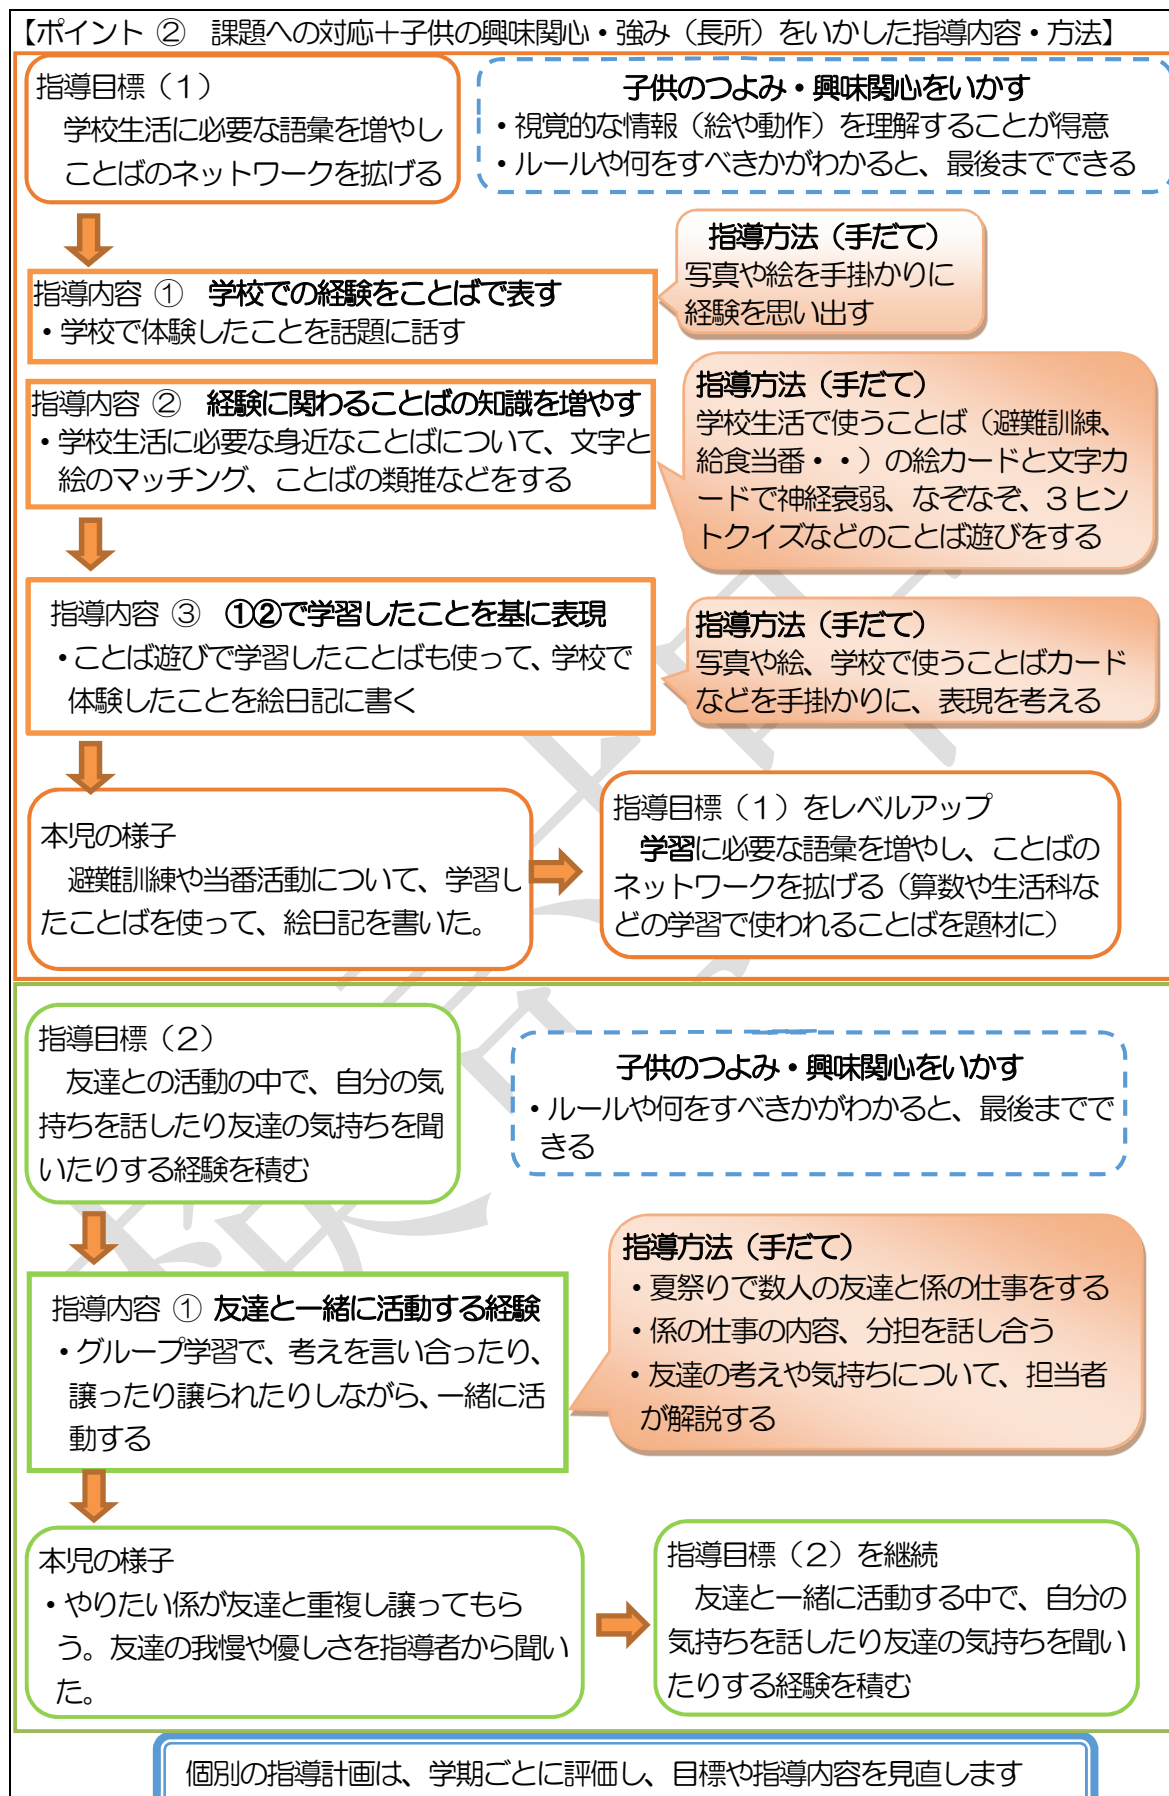 【ポイント ② 課題への対応＋子供の興味関心・強み（長所）をいかした指導内容・方法】
指導目標（１）
学校生活に必要な語彙を増やし
ことばのネットワークを拡げる
子供のつよみ・興味関心をいかす
・視覚的な情報（絵や動作）を理解することが得意
・ルールや何をすべきかがわかると、最後までできる
指導方法（手だて）
写真や絵を手掛かりに
経験を思い出す
指導内容 ① 学校での経験をことばで表す
・学校で体験したことを話題に話す
指導内容 ② 経験に関わることばの知識を増やす
・学校生活に必要な身近なことばについて、文字と
絵のマッチング、ことばの類推などをする
指導方法（手だて）
学校生活で使うことば（避難訓練、
給食当番・・）の絵カードと文字カ
ードで神経衰弱、なぞなぞ、３ヒン
トクイズなどのことば遊びをする
指導内容 ③ ①②で学習したことを基に表現
・ことば遊びで学習したことばも使って、学校で
体験したことを絵日記に書く
指導方法（手だて）
写真や絵、学校で使うことばカード
などを手掛かりに、表現を考える
本児の様子
避難訓練や当番活動について、学習し
たことばを使って、絵日記を書いた。
指導目標（１）をレベルアップ
学習に必要な語彙を増やし、ことばの
ネットワークを拡げる（算数や生活科な
どの学習で使われることばを題材に）
指導目標（２）
友達との活動の中で、自分の気
持ちを話したり友達の気持ちを聞
いたりする経験を積む
子供のつよみ・興味関心をいかす
・ルールや何をすべきかがわかると、最後までで
きる
指導方法（手だて）
・夏祭りで数人の友達と係の仕事をする
・係の仕事の内容、分担を話し合う
・友達の考えや気持ちについて、担当者
が解説する
指導内容 ① 友達と一緒に活動する経験
・グループ学習で、考えを言い合ったり、
譲ったり譲られたりしながら、一緒に活
動する
本児の様子
・やりたい係が友達と重複し譲ってもら
う。友達の我慢や優しさを指導者から聞い
た。
指導目標（２）を継続
友達と一緒に活動する中で、自分の
気持ちを話したり友達の気持ちを聞い
たりする経験を積む
個別の指導計画は、学期ごとに評価し、目標や指導内容を見直します